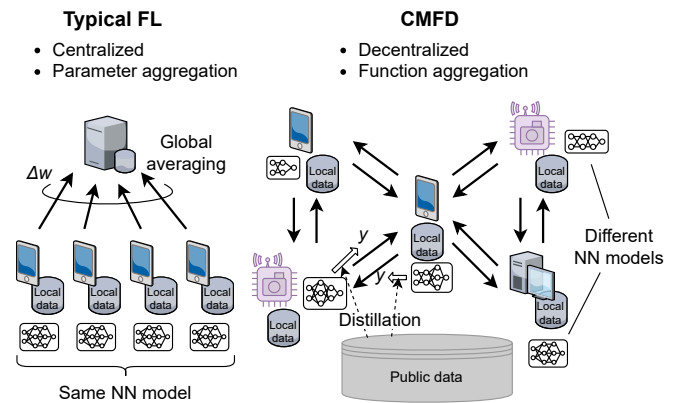 Typical FL
• Centralized
• Parameter aggregation
Δw
Global
averaging
Local
data
Local
data
Local
data
Local
data
Same NN model
CMFD
• Decentralized
• Function aggregation
Local
data
Local
data
Local
data
Different
NN models
y
y
Local
data
Local
data
Distillation
Public data